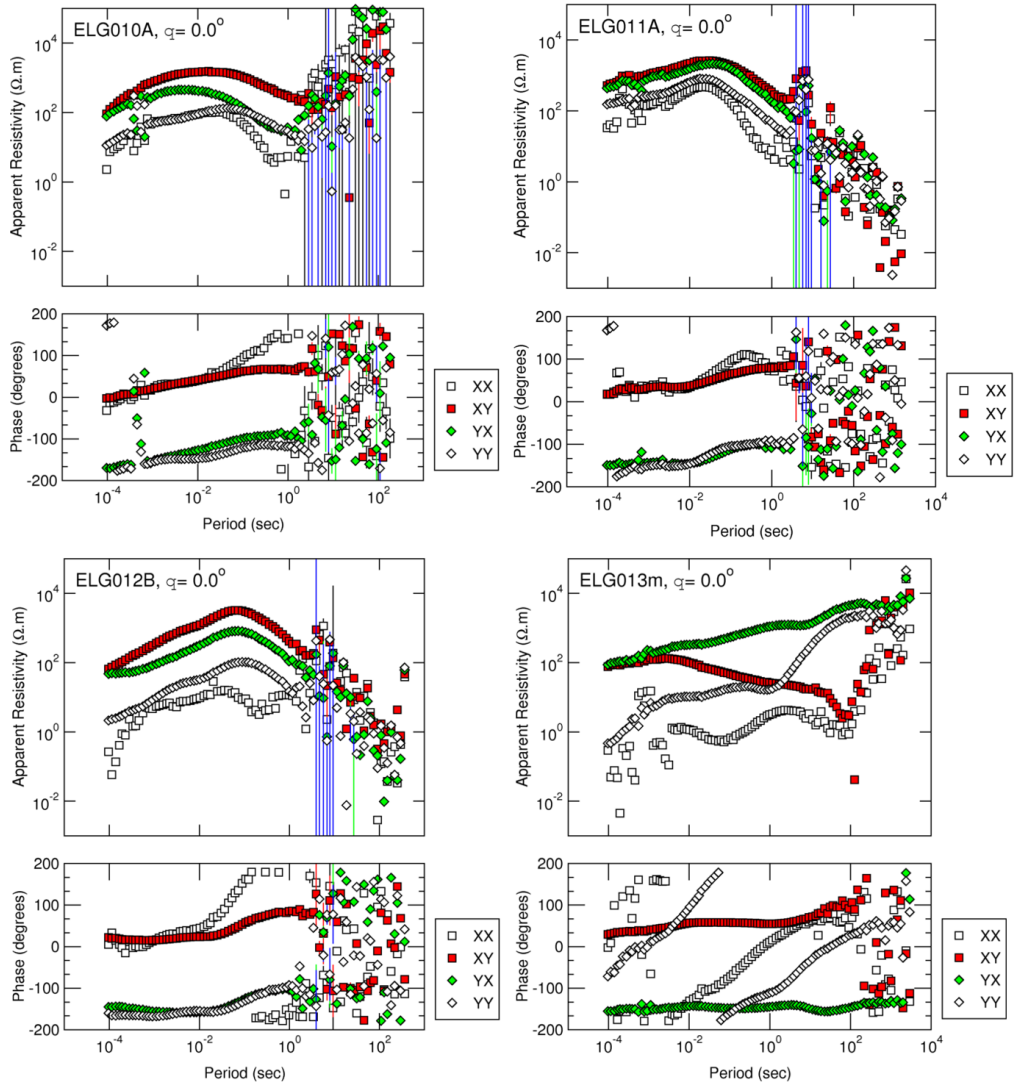 ELG010A, q= 0.0°
Apparent Resistivity (Ω.m)
10^4
10^2
10^0
10^-2
Phase (degrees)
200
100
0
-100
-200
10^-4 10^-2 10^0 10^2
Period (sec)
XX
XY
YX
YY
ELG011A, q= 0.0°
Apparent Resistivity (Ω.m)
10^4
10^2
10^0
10^-2
Phase (degrees)
200
100
0
-100
-200
10^-4 10^-2 10^0 10^2 10^4
Period (sec)
XX
XY
YX
YY
ELG012B, q= 0.0°
Apparent Resistivity (Ω.m)
10^4
10^2
10^0
10^-2
Phase (degrees)
200
100
0
-100
-200
10^-4 10^-2 10^0 10^2
Period (sec)
XX
XY
YX
YY
ELG013m, q= 0.0°
Apparent Resistivity (Ω.m)
10^4
10^2
10^0
10^-2
Phase (degrees)
200
100
0
-100
-200
10^-4 10^-2 10^0 10^2 10^4
Period (sec)
XX
XY
YX
YY